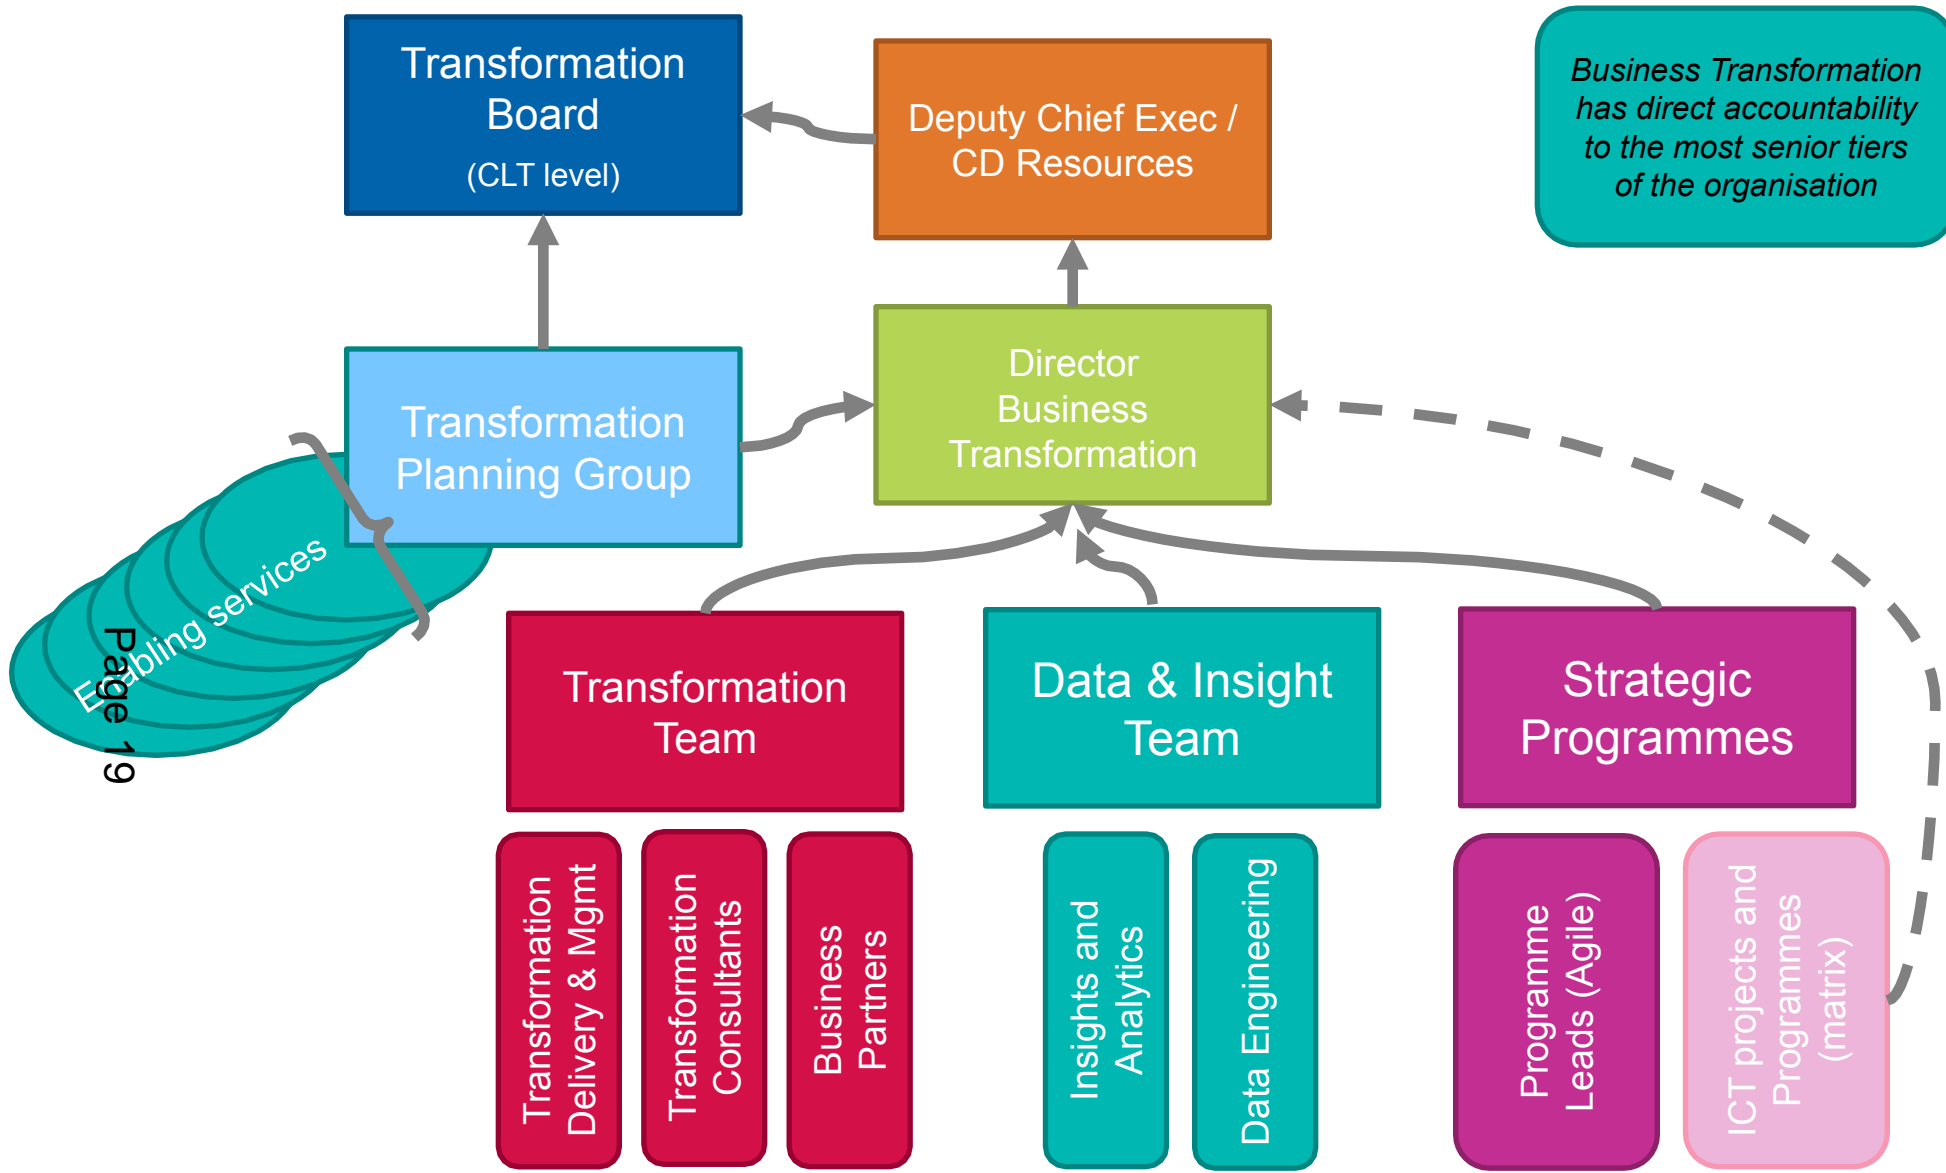 Transformation
Board
(CLT level)
Deputy Chief Exec /
CD Resources
Business Transformation
has direct accountability
to the most senior tiers
of the organisation
Transformation
Planning Group
Director
Business
Transformation
Enabling services
Page 19
Transformation
Team
Data & Insight
Team
Strategic
Programmes
Transformation
Delivery & Mgmt
Transformation
Consultants
Business
Partners
Insights and
Analytics
Data Engineering
Programme
Leads (Agile)
ICT projects and
Programmes
(matrix)